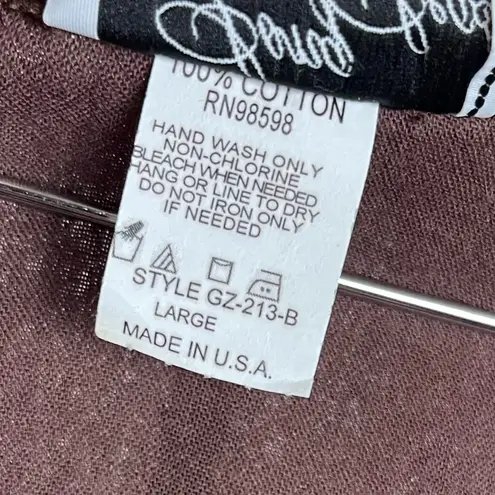 100% COTTON
RN98598
HAND WASH ONLY
NON-CHLORINE
BLEACH WHEN NEEDED
HANG OR LINE TO DRY
DO NOT IRON ONLY
IF NEEDED
STYLE GZ-213-B
LARGE
MADE IN U.S.A.